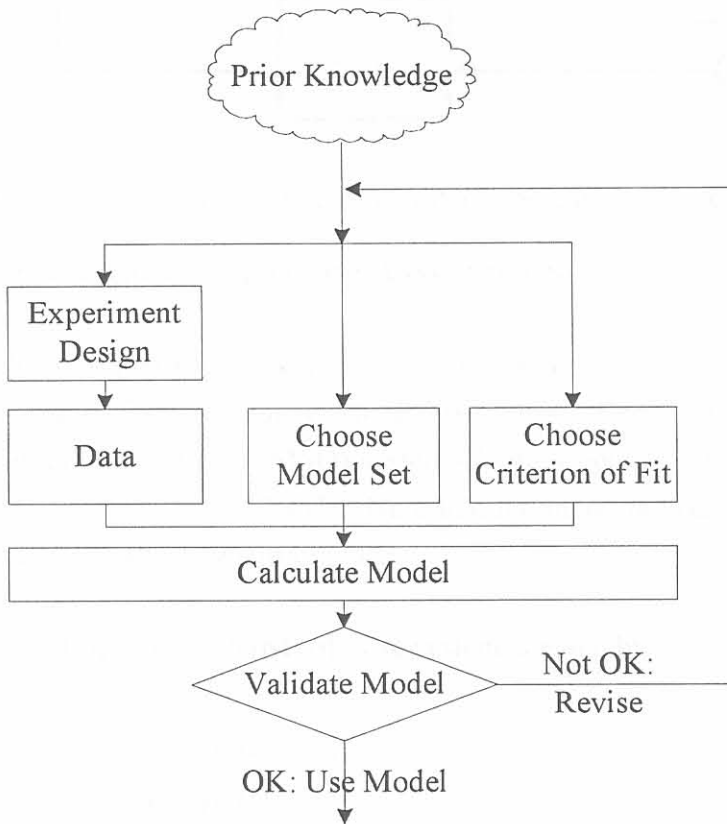 Prior Knowledge
Experiment
Design
Data
Choose
Model Set
Choose
Criterion of Fit
Calculate Model
Validate Model
Not OK:
Revise
OK: Use Model